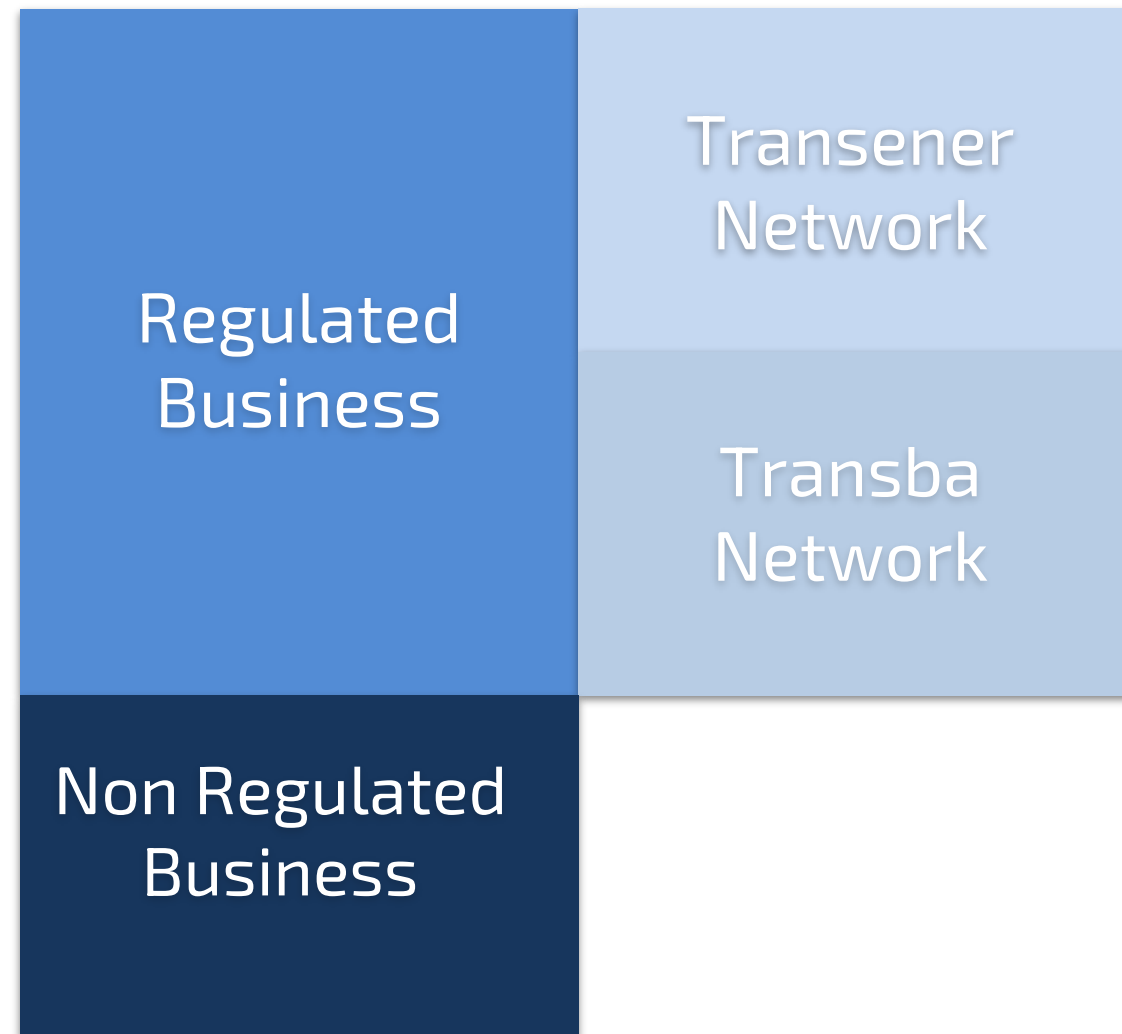 Regulated
Business
Transener
Network
Transba
Network
Non Regulated
Business